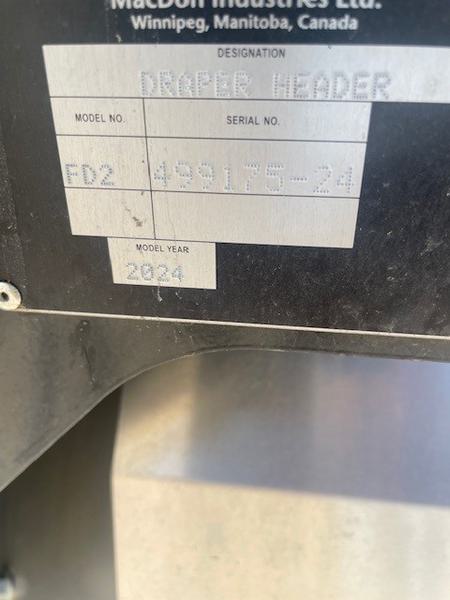 MacDon Industries Ltd.
Winnipeg, Manitoba, Canada
DESIGNATION
DRAPER HEADER
MODEL NO. SERIAL NO.
FD2 499175-24
MODEL YEAR
2024